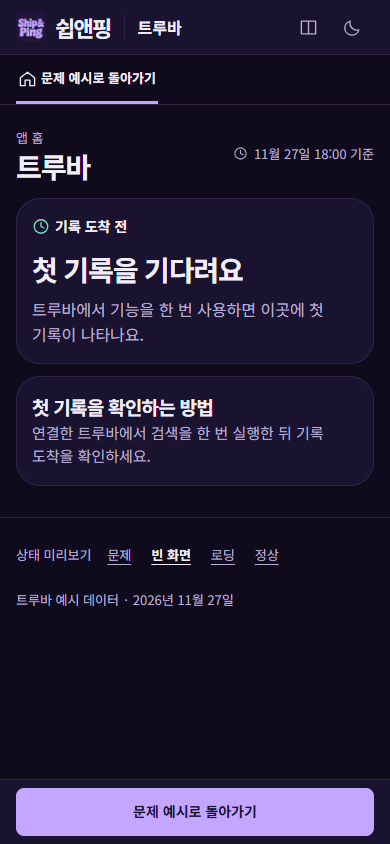 Ship&
Ping
쉽앤핑
트루바
문제 예시로 돌아가기
앱 홈
트루바
11월 27일 18:00 기준
기록 도착 전
첫 기록을 기다려요
트루바에서 기능을 한 번 사용하면 이곳에 첫
기록이 나타나요.
첫 기록을 확인하는 방법
연결한 트루바에서 검색을 한 번 실행한 뒤 기록
도착을 확인하세요.
상태 미리보기 문제 빈 화면 로딩 정상
트루바 예시 데이터 · 2026년 11월 27일
문제 예시로 돌아가기